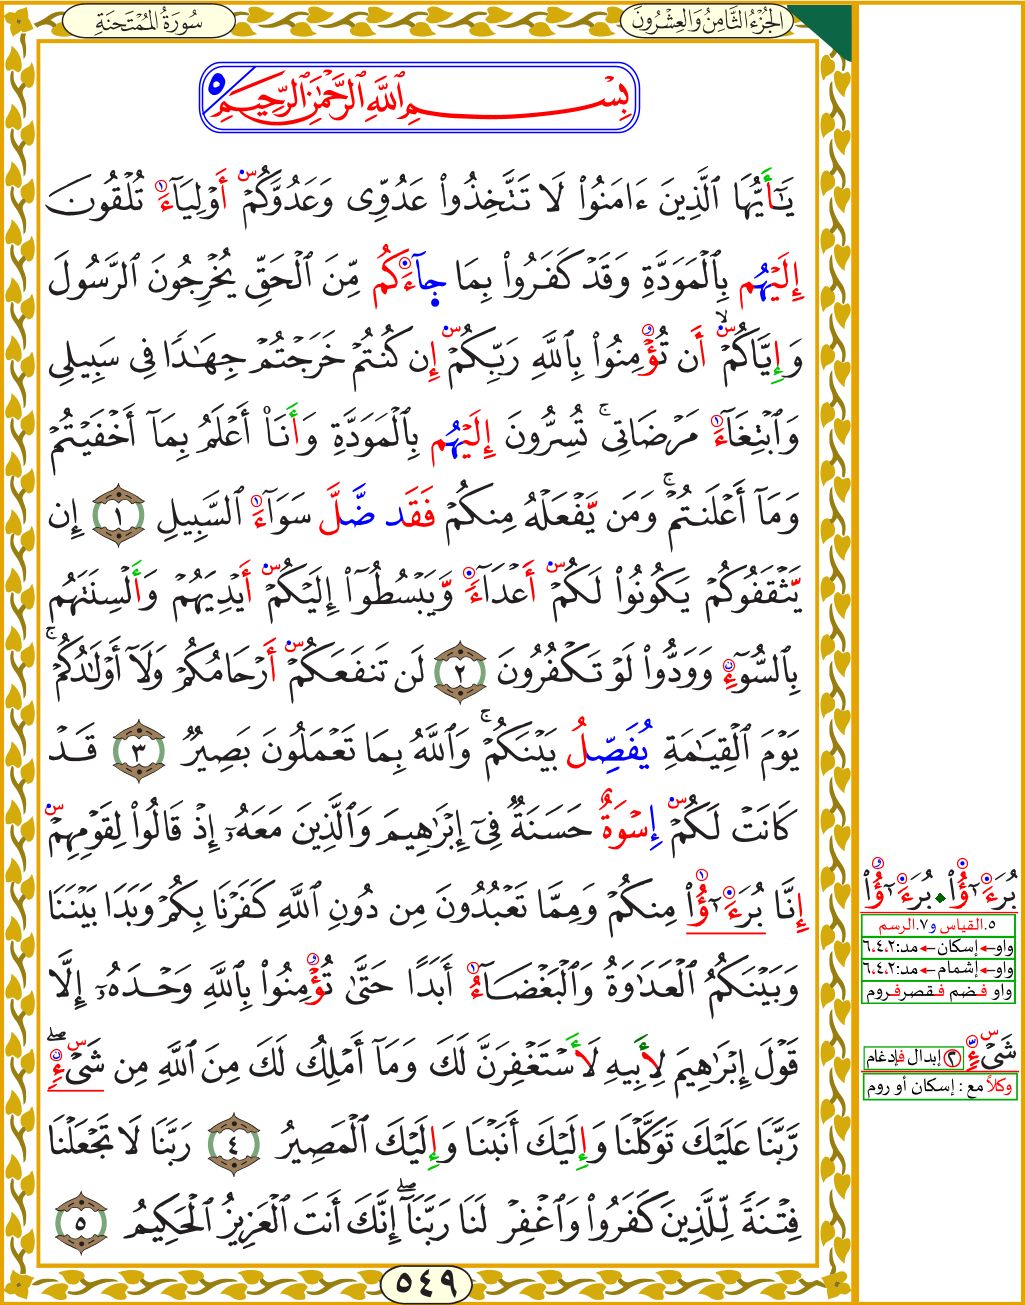 الجُزْءُ الثَّامِنُ وَالعِشْرُونَ
سُورَةُ المُمْتَحَنَةِ
بِسْمِ ٱللَّهِ ٱلرَّحْمَٰنِ ٱلرَّحِيمِ ٥
يَٰٓأَيُّهَا ٱلَّذِينَ ءَامَنُوا۟ لَا تَتَّخِذُوا۟ عَدُوِّى وَعَدُوَّكُمْ أَوْلِيَآءَ تُلْقُونَ
إِلَيْهُم بِٱلْمَوَدَّةِ وَقَدْ كَفَرُوا۟ بِمَا جَآءَكُم مِّنَ ٱلْحَقِّ يُخْرِجُونَ ٱلرَّسُولَ
وَإِيَّاكُمْ ۙ أَن تُؤْمِنُوا۟ بِٱللَّهِ رَبِّكُمْ إِن كُنتُمْ خَرَجْتُمْ جِهَٰدًا فِى سَبِيلِى
وَٱبْتِغَآءَ مَرْضَاتِى ۚ تُسِرُّونَ إِلَيْهُم بِٱلْمَوَدَّةِ وَأَنَا۠ أَعْلَمُ بِمَآ أَخْفَيْتُمْ
وَمَآ أَعْلَنتُمْ ۚ وَمَن يَفْعَلْهُ مِنكُمْ فَقَد ضَّلَّ سَوَآءَ ٱلسَّبِيلِ ١ إِن
يَثْقَفُوكُمْ يَكُونُوا۟ لَكُمْ أَعْدَآءً وَيَبْسُطُوٓا۟ إِلَيْكُمْ أَيْدِيَهُمْ وَأَلْسِنَتَهُم
بِٱلسُّوٓءِ وَوَدُّوا۟ لَوْ تَكْفُرُونَ ٢ لَن تَنفَعَكُمْ أَرْحَامُكُمْ وَلَآ أَوْلَٰدُكُمْ ۚ
يَوْمَ ٱلْقِيَٰمَةِ يُفَصِّلُ بَيْنَكُمْ ۚ وَٱللَّهُ بِمَا تَعْمَلُونَ بَصِيرٌ ٣ قَدْ
كَانَتْ لَكُمْ إِسْوَةٌ حَسَنَةٌ فِىٓ إِبْرَٰهِيمَ وَٱلَّذِينَ مَعَهُۥٓ إِذْ قَالُوا۟ لِقَوْمِهِمْ
إِنَّا بُرَءَٰٓؤُا۟ مِنكُمْ وَمِمَّا تَعْبُدُونَ مِن دُونِ ٱللَّهِ كَفَرْنَا بِكُمْ وَبَدَا بَيْنَنَا
وَبَيْنَكُمُ ٱلْعَدَٰوَةُ وَٱلْبَغْضَآءُ أَبَدًا حَتَّىٰ تُؤْمِنُوا۟ بِٱللَّهِ وَحْدَهُۥٓ إِلَّا
قَوْلَ إِبْرَٰهِيمَ لِأَبِيهِ لَأَسْتَغْفِرَنَّ لَكَ وَمَآ أَمْلِكُ لَكَ مِنَ ٱللَّهِ مِن شَىْءٍ ۖ
رَّبَّنَا عَلَيْكَ تَوَكَّلْنَا وَإِلَيْكَ أَنَبْنَا وَإِلَيْكَ ٱلْمَصِيرُ ٤ رَبَّنَا لَا تَجْعَلْنَا
فِتْنَةً لِّلَّذِينَ كَفَرُوا۟ وَٱغْفِرْ لَنَا رَبَّنَآ ۖ إِنَّكَ أَنتَ ٱلْعَزِيزُ ٱلْحَكِيمُ ٥
٥٤٩
بُرَءَٰٓؤُا۟ بُرَءَٰٓؤُا۟
٥.القياس و٧.الرسم
واو←إسكان←مد:٦،٤،٢
واو←إشمام←مد:٦،٤،٢
واو فضم فقصرفروم
شَىْءٍ ٢ إبدال فإدغام
وكلاً مع : إسكان أو روم